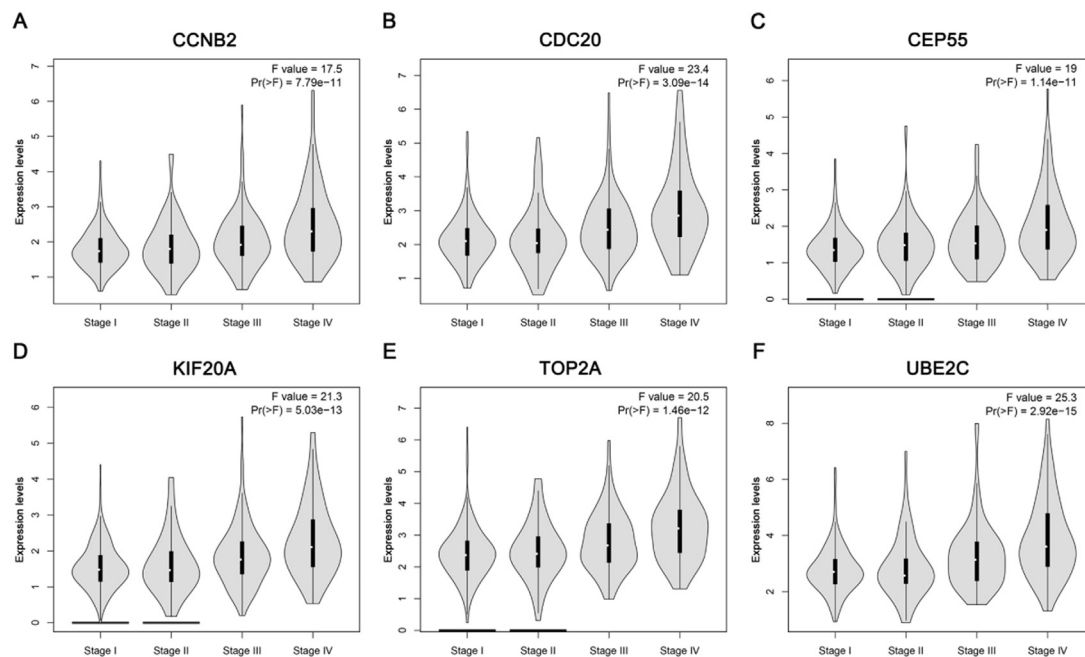 A
CCNB2
F value = 17.5
Pr(>F) = 7.79e−11
Expression levels
7
6
5
4
3
2
1
Stage I Stage II Stage III Stage IV
B
CDC20
F value = 23.4
Pr(>F) = 3.09e−14
Expression levels
7
6
5
4
3
2
1
0
Stage I Stage II Stage III Stage IV
C
CEP55
F value = 19
Pr(>F) = 1.14e−11
Expression levels
6
5
4
3
2
1
0
Stage I Stage II Stage III Stage IV
D
KIF20A
F value = 21.3
Pr(>F) = 5.03e−13
Expression levels
6
5
4
3
2
1
0
Stage I Stage II Stage III Stage IV
E
TOP2A
F value = 20.5
Pr(>F) = 1.46e−12
Expression levels
7
6
5
4
3
2
1
0
Stage I Stage II Stage III Stage IV
F
UBE2C
F value = 25.3
Pr(>F) = 2.92e−15
Expression levels
8
6
4
2
Stage I Stage II Stage III Stage IV